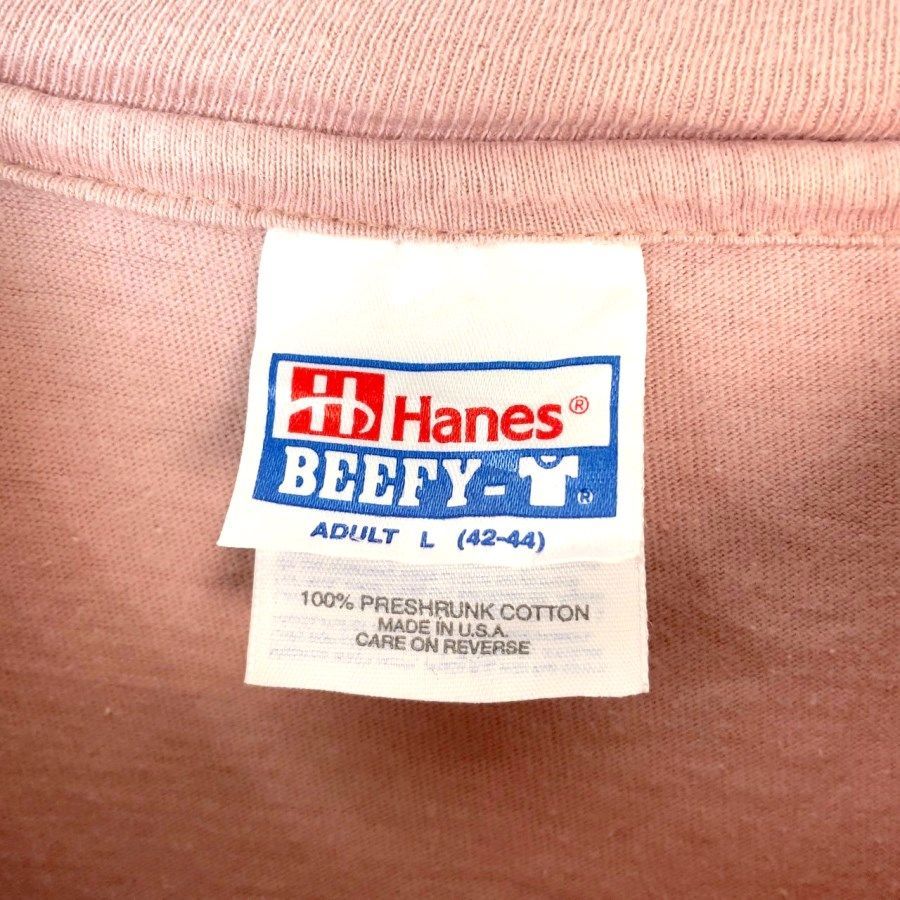 H Hanes®
BEEFY-®
ADULT L (42-44)
100% PRESHRUNK COTTON
MADE IN U.S.A.
CARE ON REVERSE